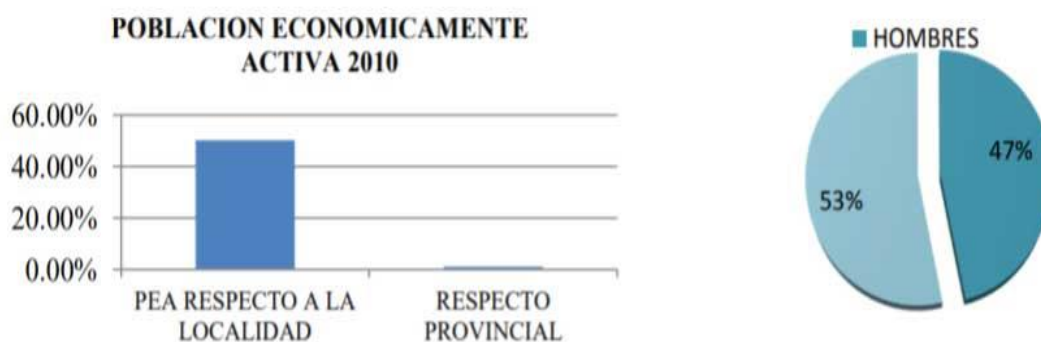 POBLACION ECONOMICAMENTE
ACTIVA 2010
60.00%
40.00%
20.00%
0.00%
PEA RESPECTO A LA
LOCALIDAD
RESPECTO
PROVINCIAL
HOMBRES
47%
53%